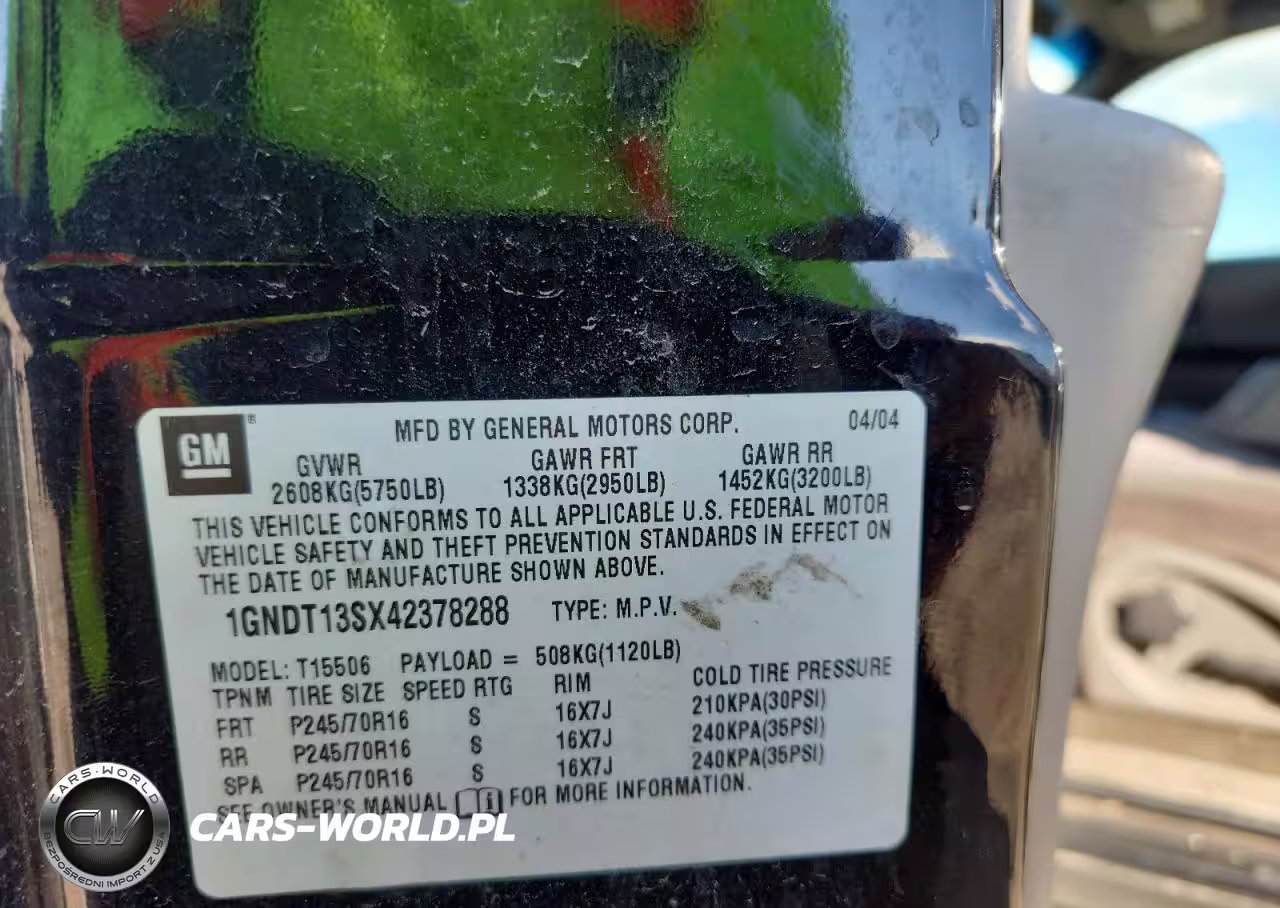 GM ®
MFD BY GENERAL MOTORS CORP. 04/04
GVWR GAWR FRT GAWR RR
2608KG(5750LB) 1338KG(2950LB) 1452KG(3200LB)
THIS VEHICLE CONFORMS TO ALL APPLICABLE U.S. FEDERAL MOTOR
VEHICLE SAFETY AND THEFT PREVENTION STANDARDS IN EFFECT ON
THE DATE OF MANUFACTURE SHOWN ABOVE.
1GNDT13SX42378288 TYPE: M.P.V.
MODEL: T15506 PAYLOAD = 508KG(1120LB)
TPNM TIRE SIZE SPEED RTG RIM COLD TIRE PRESSURE
FRT P245/70R16 S 16X7J 210KPA(30PSI)
RR P245/70R16 S 16X7J 240KPA(35PSI)
SPA P245/70R16 S 16X7J 240KPA(35PSI)
SEE OWNER'S MANUAL i FOR MORE INFORMATION.
CARS-WORLD
CW
BEZPOŚREDNI IMPORT Z USA
CARS-WORLD.PL